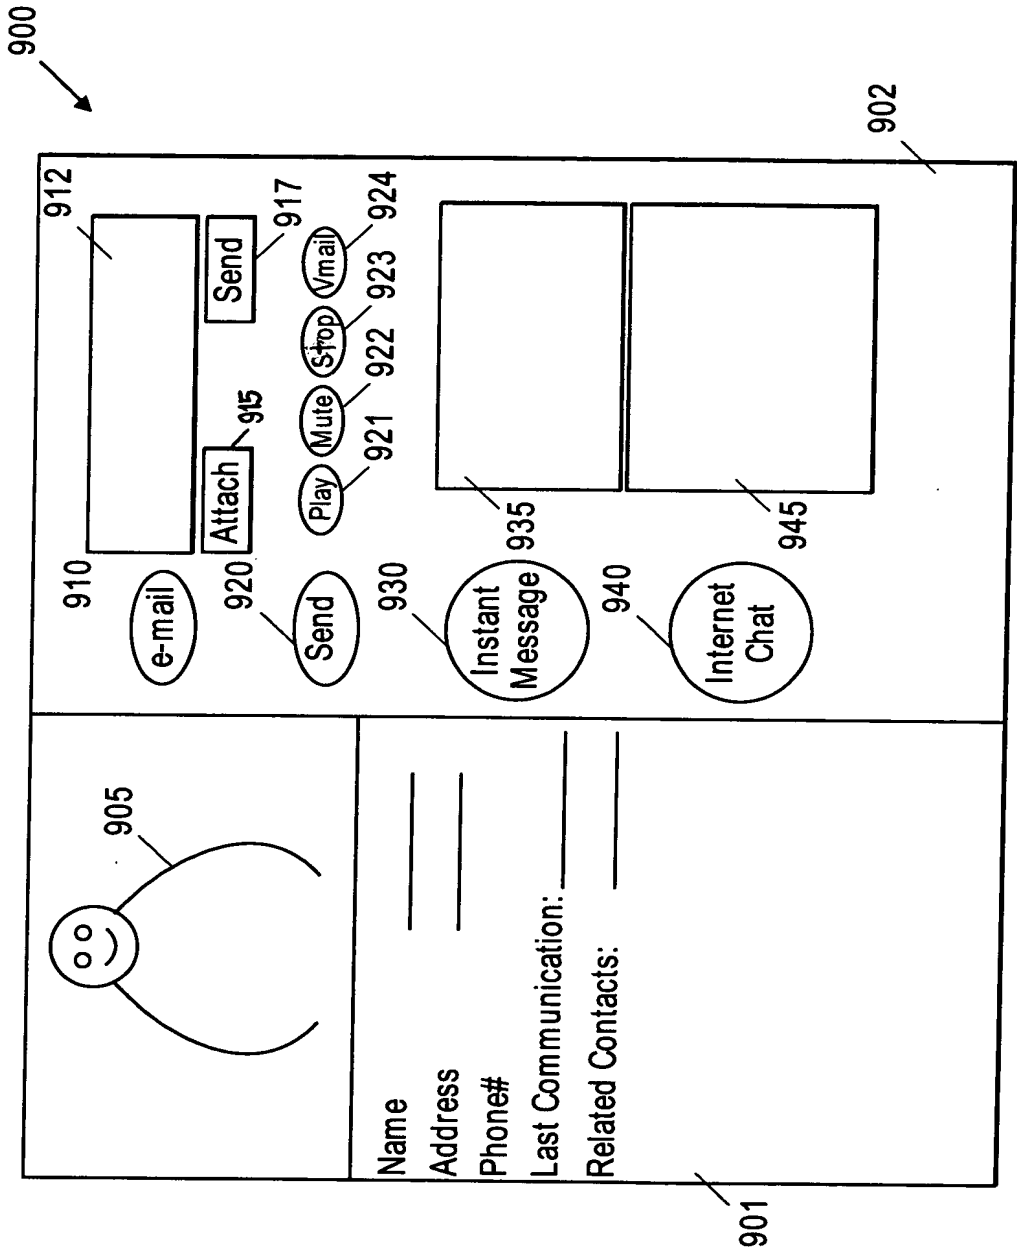 900
905
Name
Address
Phone#
Last Communication:
Related Contacts:
901
910
912
e-mail
Attach
Send
915
917
920
Send
Play
Mute
Stop
Vmail
921
922
923
924
930
Instant
Message
935
940
Internet
Chat
945
902